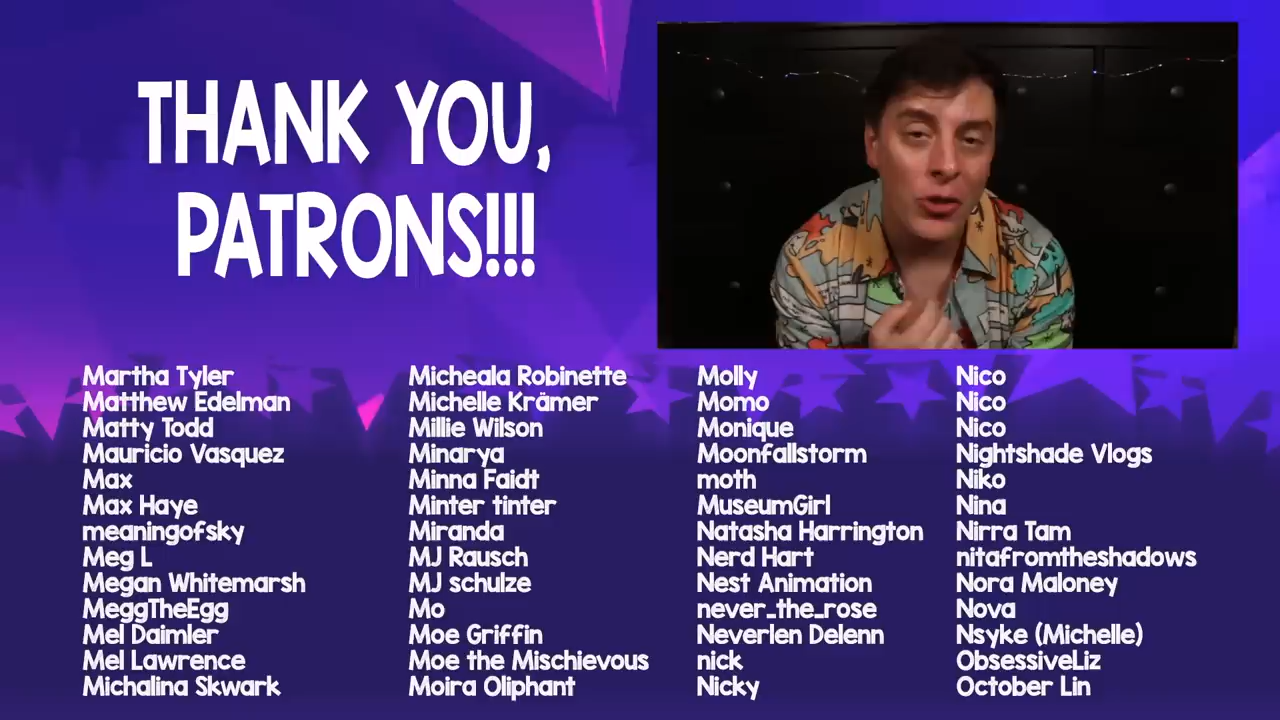 THANK YOU,
PATRONS!!!
Martha Tyler
Matthew Edelman
Matty Todd
Mauricio Vasquez
Max
Max Haye
meaningofsky
Meg L
Megan Whitemarsh
MeggTheEgg
Mel Daimler
Mel Lawrence
Michalina Skwark
Micheala Robinette
Michelle Krämer
Millie Wilson
Minarya
Minna Faidt
Minter tinter
Miranda
MJ Rausch
MJ schulze
Mo
Moe Griffin
Moe the Mischievous
Moira Oliphant
Molly
Momo
Monique
Moonfallstorm
moth
MuseumGirl
Natasha Harrington
Nerd Hart
Nest Animation
never_the_rose
Neverlen Delenn
nick
Nicky
Nico
Nico
Nico
Nightshade Vlogs
Niko
Nina
Nirra Tam
nitafromtheshadows
Nora Maloney
Nova
Nsyke (Michelle)
ObsessiveLiz
October Lin